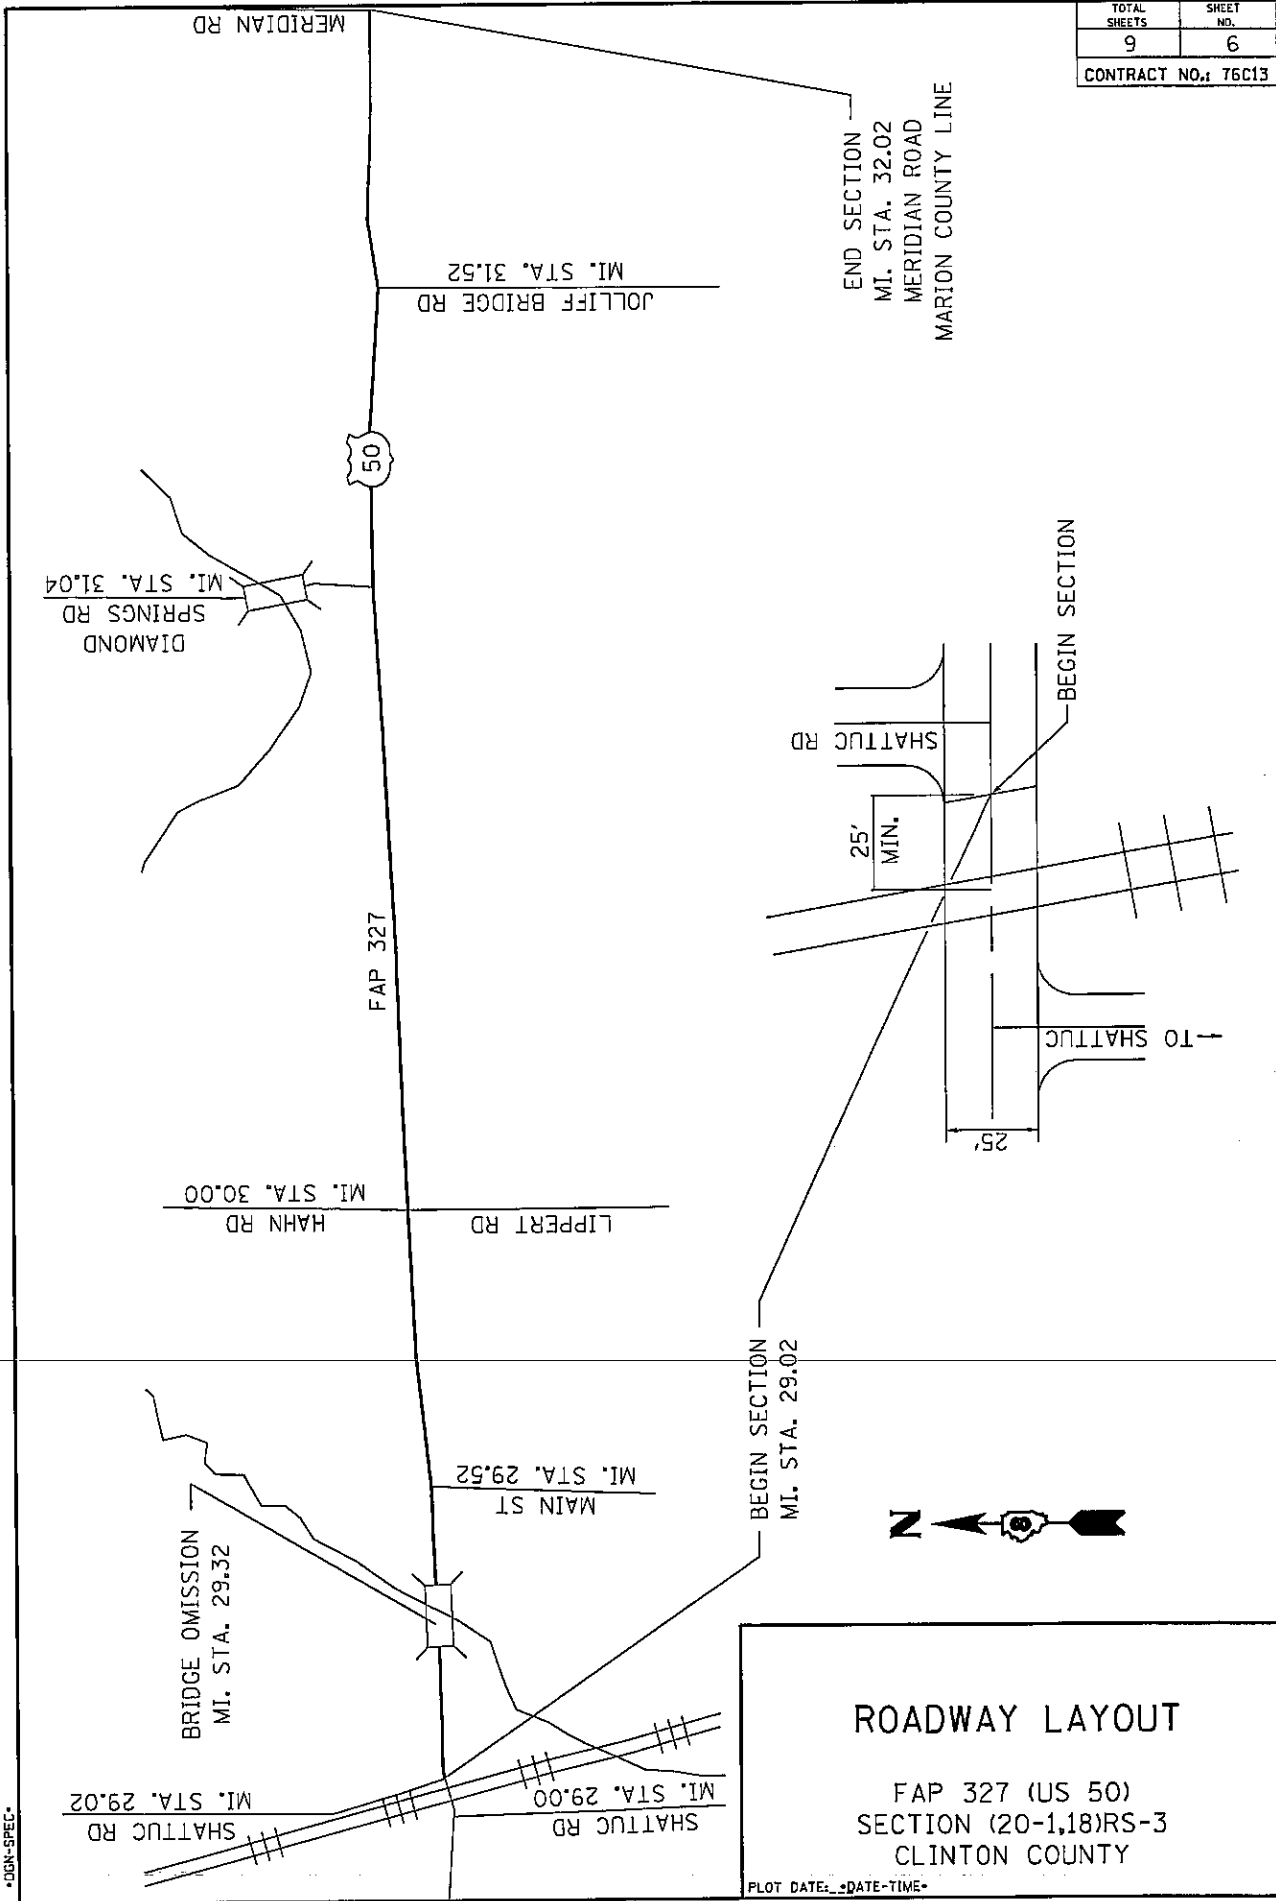 TOTAL
SHEETS
SHEET
NO.
9
6
CONTRACT NO.: 76C13
MERIDIAN RD
END SECTION
MI. STA. 32.02
MERIDIAN ROAD
MARION COUNTY LINE
MI. STA. 31.52
JOLLIFF BRIDGE RD
50
MI. STA. 31.04
DIAMOND
SPRINGS RD
FAP 327
BEGIN SECTION
SHATTUC RD
25'
MIN.
TO SHATTUC
25'
MI. STA. 30.00
HAHN RD
LIPPERT RD
BEGIN SECTION
MI. STA. 29.02
MI. STA. 29.52
MAIN ST
BRIDGE OMISSION
MI. STA. 29.32
N
MI. STA. 29.02
SHATTUC RD
MI. STA. 29.00
SHATTUC RD
ROADWAY LAYOUT
FAP 327 (US 50)
SECTION (20-1,18)RS-3
CLINTON COUNTY
PLOT DATE: *DATE-TIME*
*DGN-SPEC*